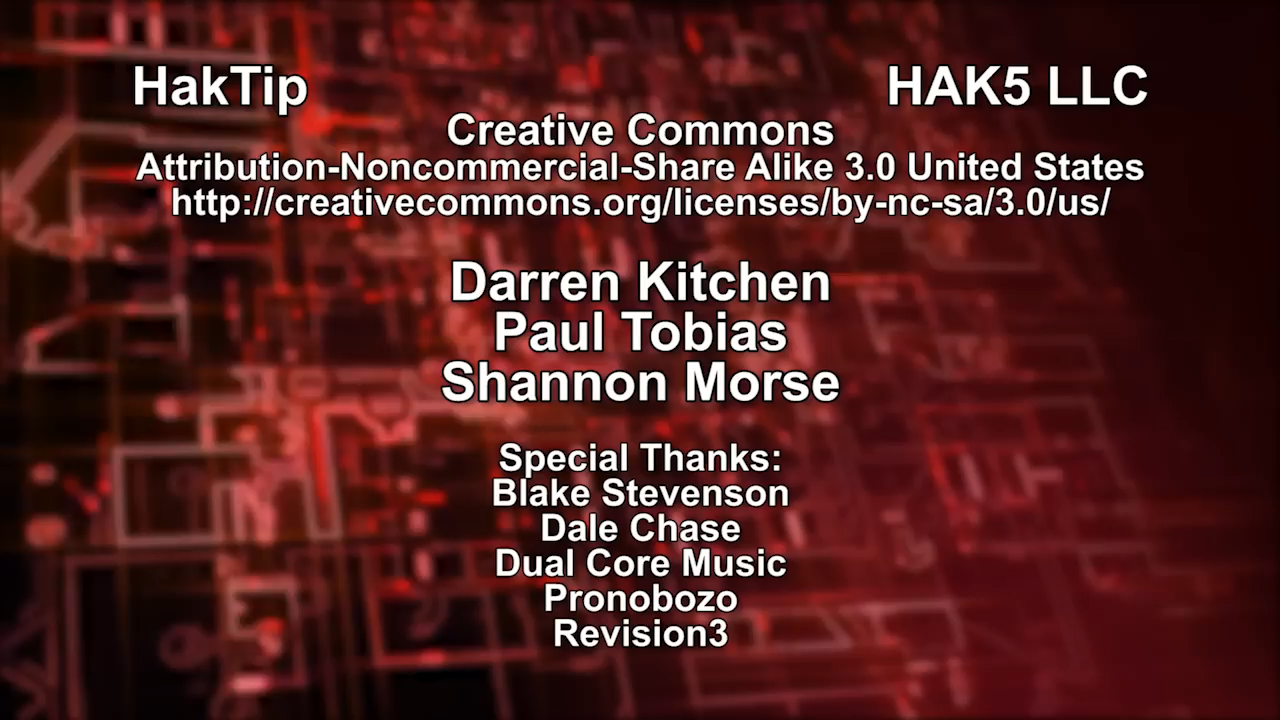 HakTip HAK5 LLC
Creative Commons
Attribution-Noncommercial-Share Alike 3.0 United States
http://creativecommons.org/licenses/by-nc-sa/3.0/us/
Darren Kitchen
Paul Tobias
Shannon Morse
Special Thanks:
Blake Stevenson
Dale Chase
Dual Core Music
Pronobozo
Revision3